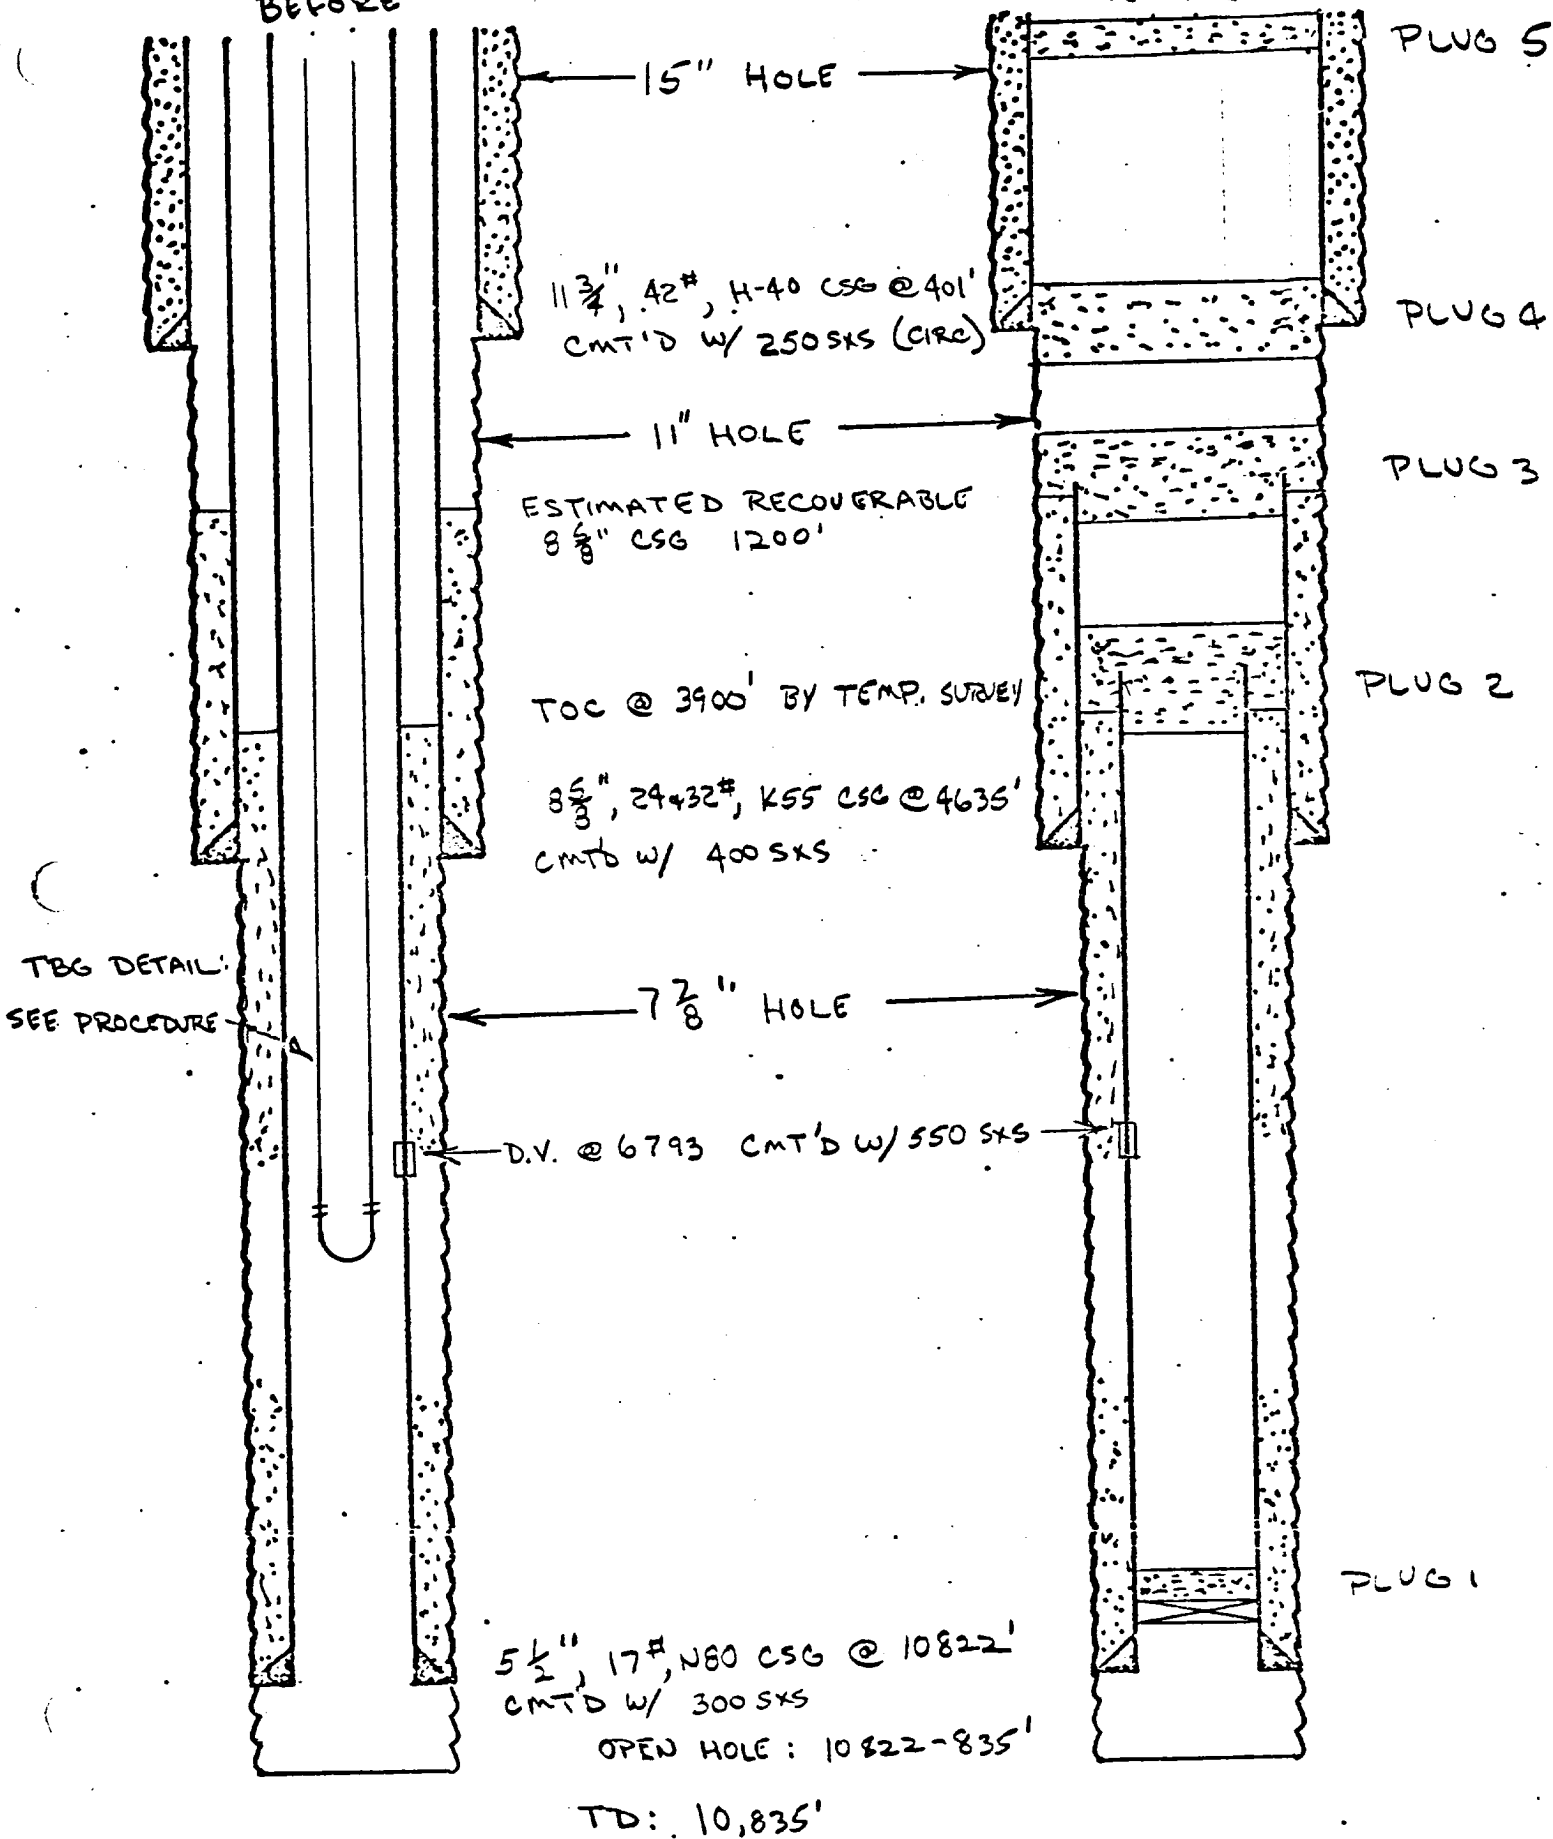 BEFORE
PLUG 5
15" HOLE
11 3/4", 42#, H-40 CSG @ 401'
CMT'D W/ 250 SXS (CIRC)
PLUG 4
11" HOLE
PLUG 3
ESTIMATED RECOVERABLE
8 5/8" CSG 1200'
TOC @ 3900' BY TEMP. SURVEY
PLUG 2
8 5/8", 24&32#, K55 CSG @ 4635'
CMT'D W/ 400 SXS
TBG DETAIL:
SEE PROCEDURE
7 7/8" HOLE
D.V. @ 6793 CMT'D W/ 550 SXS
PLUG 1
5 1/2", 17#, N80 CSG @ 10822'
CMT'D W/ 300 SXS
OPEN HOLE: 10822-835'
TD: 10,835'